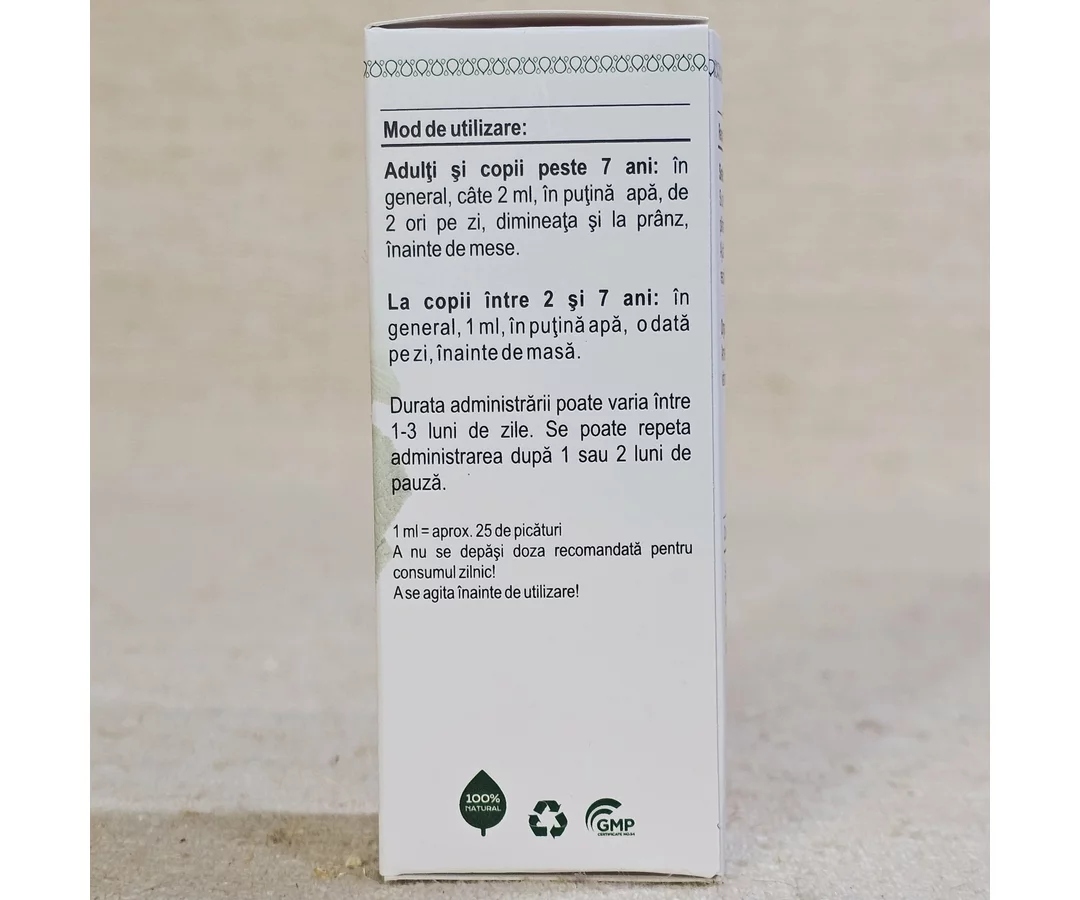 Mod de utilizare:
Adulţi şi copii peste 7 ani: în
general, câte 2 ml, în puţină apă, de
2 ori pe zi, dimineaţa şi la prânz,
înainte de mese.
La copii între 2 şi 7 ani: în
general, 1 ml, în puţină apă, o dată
pe zi, înainte de masă.
Durata administrării poate varia între
1-3 luni de zile. Se poate repeta
administrarea după 1 sau 2 luni de
pauză.
1 ml = aprox. 25 de picături
A nu se depăşi doza recomandată pentru
consumul zilnic!
A se agita înainte de utilizare!
100%
NATURAL
GMP